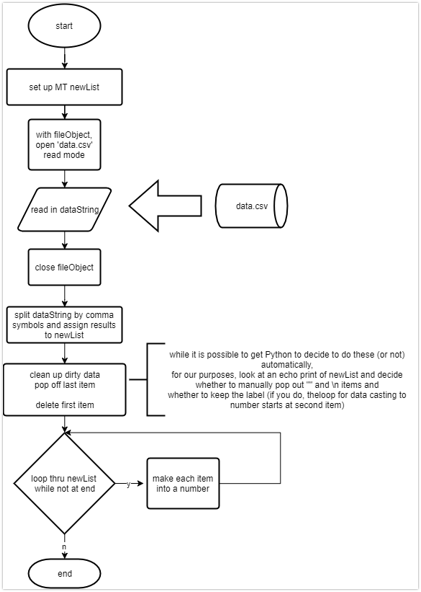 start
set up MT newList
with fileObject,
open 'data.csv'
read mode
read in dataString
data.csv
close fileObject
split dataString by comma
symbols and assign results
to newList
clean up dirty data
pop off last item
delete first item
while it is possible to get Python to decide to do these (or not)
automatically,
for our purposes, look at an echo print of newList and decide
whether to manually pop out "" and \n items and
whether to keep the label (if you do, theloop for data casting to
number starts at second item)
loop thru newList
while not at end
y
make each item
into a number
n
end